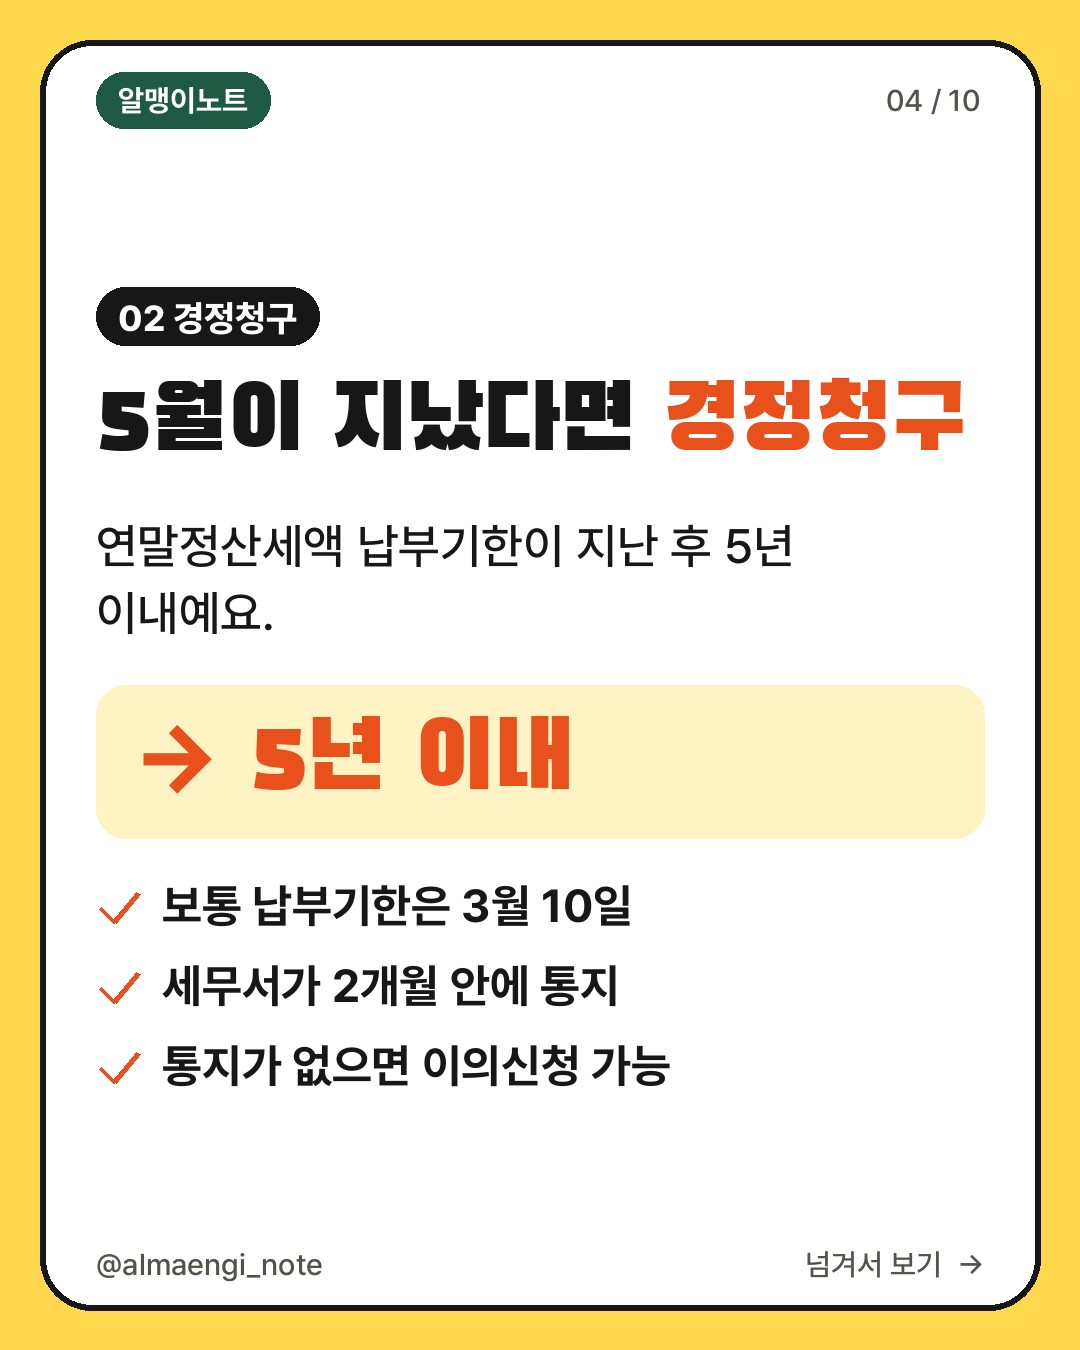 알맹이노트
04 / 10
02 경정청구
5월이 지났다면 경정청구
연말정산세액 납부기한이 지난 후 5년
이내예요.
→ 5년 이내
보통 납부기한은 3월 10일
세무서가 2개월 안에 통지
통지가 없으면 이의신청 가능
@almaengi_note
넘겨서 보기 →